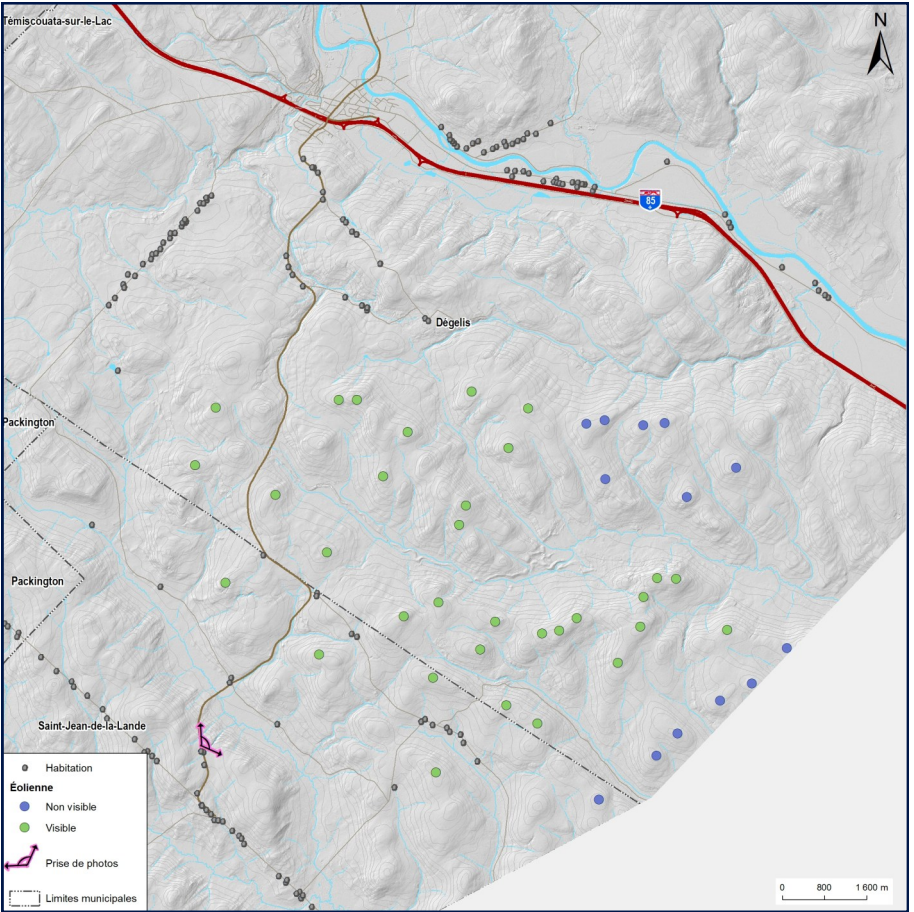 Témiscouata-sur-le-Lac
N
85
Dégelis
Packington
Packington
Saint-Jean-de-la-Lande
Habitation
Éolienne
Non visible
Visible
Prise de photos
Limites municipales
0 800 1 600 m